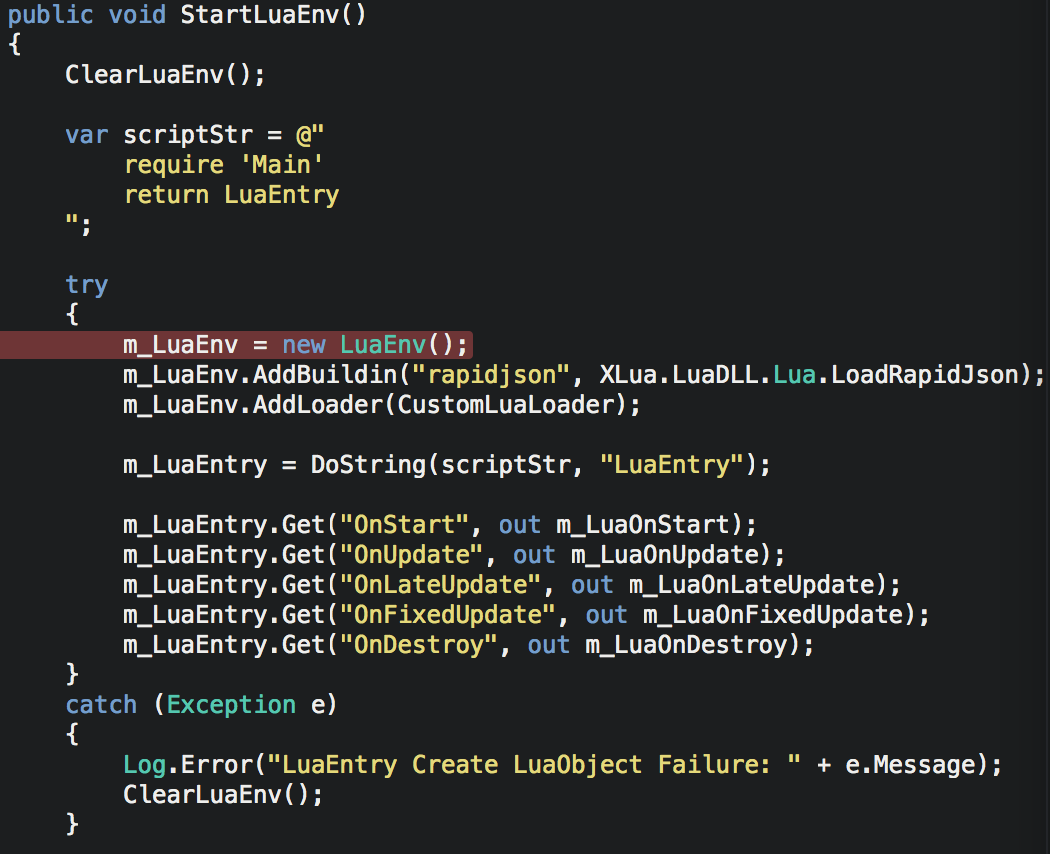 public void StartLuaEnv()
{
    ClearLuaEnv();

    var scriptStr = @"
        require 'Main'
        return LuaEntry
    ";

    try
    {
        m_LuaEnv = new LuaEnv();
        m_LuaEnv.AddBuildin("rapidjson", XLua.LuaDLL.Lua.LoadRapidJson);
        m_LuaEnv.AddLoader(CustomLuaLoader);

        m_LuaEntry = DoString(scriptStr, "LuaEntry");

        m_LuaEntry.Get("OnStart", out m_LuaOnStart);
        m_LuaEntry.Get("OnUpdate", out m_LuaOnUpdate);
        m_LuaEntry.Get("OnLateUpdate", out m_LuaOnLateUpdate);
        m_LuaEntry.Get("OnFixedUpdate", out m_LuaOnFixedUpdate);
        m_LuaEntry.Get("OnDestroy", out m_LuaOnDestroy);
    }
    catch (Exception e)
    {
        Log.Error("LuaEntry Create LuaObject Failure: " + e.Message);
        ClearLuaEnv();
    }